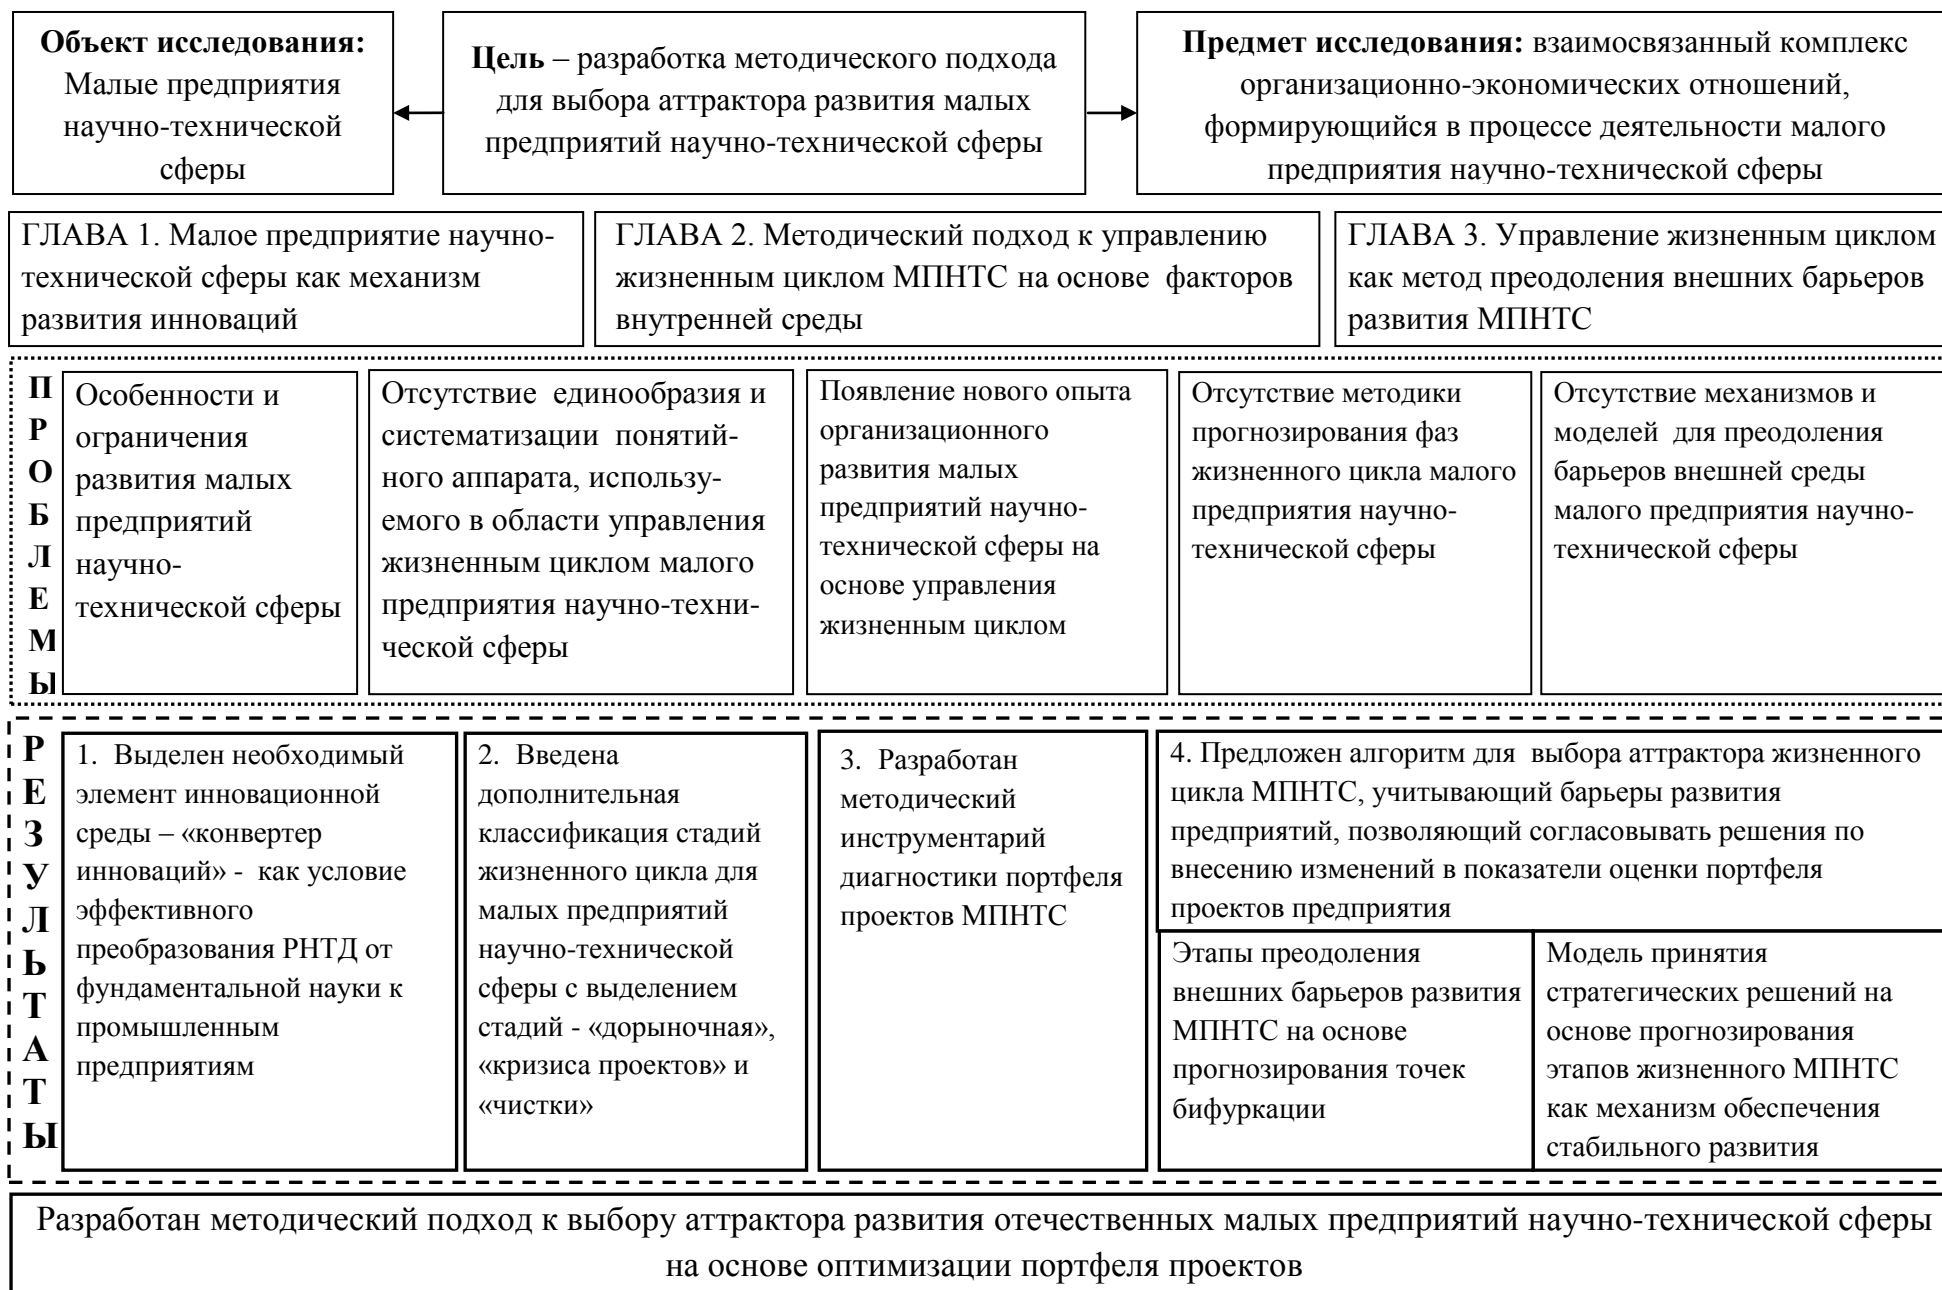 Объект исследования:
Малые предприятия
научно-технической
сферы
Цель – разработка методического подхода
для выбора аттрактора развития малых
предприятий научно-технической сферы
Предмет исследования: взаимосвязанный комплекс
организационно-экономических отношений,
формирующийся в процессе деятельности малого
предприятия научно-технической сферы
ГЛАВА 1. Малое предприятие научно-
технической сферы как механизм
развития инноваций
ГЛАВА 2. Методический подход к управлению
жизненным циклом МПНТС на основе факторов
внутренней среды
ГЛАВА 3. Управление жизненным циклом
как метод преодоления внешних барьеров
развития МПНТС
П
Р
О
Б
Л
Е
М
Ы
Особенности и
ограничения
развития малых
предприятий
научно-
технической сферы
Отсутствие единообразия и
систематизации понятий-
ного аппарата, использу-
емого в области управления
жизненным циклом малого
предприятия научно-техни-
ческой сферы
Появление нового опыта
организационного
развития малых
предприятий научно-
технической сферы на
основе управления
жизненным циклом
Отсутствие методики
прогнозирования фаз
жизненного цикла малого
предприятия научно-
технической сферы
Отсутствие механизмов и
моделей для преодоления
барьеров внешней среды
малого предприятия научно-
технической сферы
Р
Е
З
У
Л
Ь
Т
А
Т
Ы
1. Выделен необходимый
элемент инновационной
среды – «конвертер
инноваций» - как условие
эффективного
преобразования РНТД от
фундаментальной науки к
промышленным
предприятиям
2. Введена
дополнительная
классификация стадий
жизненного цикла для
малых предприятий
научно-технической
сферы с выделением
стадий - «дорыночная»,
«кризиса проектов» и
«чистки»
3. Разработан
методический
инструментарий
диагностики портфеля
проектов МПНТС
4. Предложен алгоритм для выбора аттрактора жизненного
цикла МПНТС, учитывающий барьеры развития
предприятий, позволяющий согласовывать решения по
внесению изменений в показатели оценки портфеля
проектов предприятия
Этапы преодоления
внешних барьеров развития
МПНТС на основе
прогнозирования точек
бифуркации
Модель принятия
стратегических решений на
основе прогнозирования
этапов жизненного МПНТС
как механизм обеспечения
стабильного развития
Разработан методический подход к выбору аттрактора развития отечественных малых предприятий научно-технической сферы
на основе оптимизации портфеля проектов